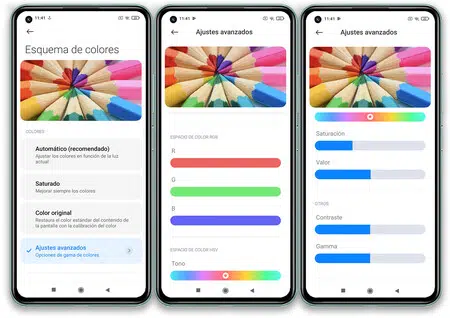 11:41
Esquema de colores
COLORES
Automático (recomendado)
Ajustar los colores en función de la luz
actual
Saturado
Mejorar siempre los colores
Color original
Restaura el color estándar del contenido de
la pantalla con la calibración del color
Ajustes avanzados
Opciones de gama de colores.
11:41
Ajustes avanzados
ESPACIO DE COLOR RGB
R
G
B
ESPACIO DE COLOR HSV
Tono
11:41
Ajustes avanzados
Saturación
Valor
OTROS
Contraste
Gamma